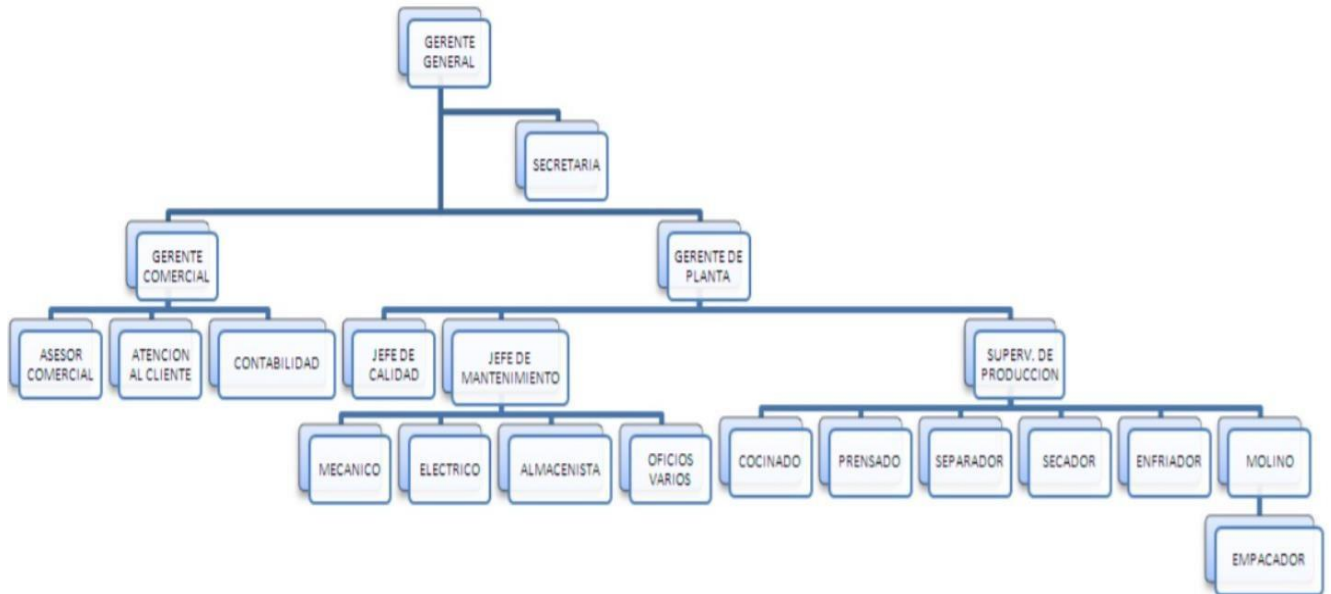 GERENTE
GENERAL
SECRETARIA
GERENTE
COMERCIAL
GERENTE DE
PLANTA
ASESOR
COMERCIAL
ATENCION
AL CLIENTE
CONTABILIDAD
JEFE DE
CALIDAD
JEFE DE
MANTENIMIENTO
SUPERV. DE
PRODUCCION
MECANICO
ELECTRICO
ALMACENISTA
OFICIOS
VARIOS
COCINADO
PRENSADO
SEPARADOR
SECADOR
ENFRIADOR
MOLINO
EMPACADOR